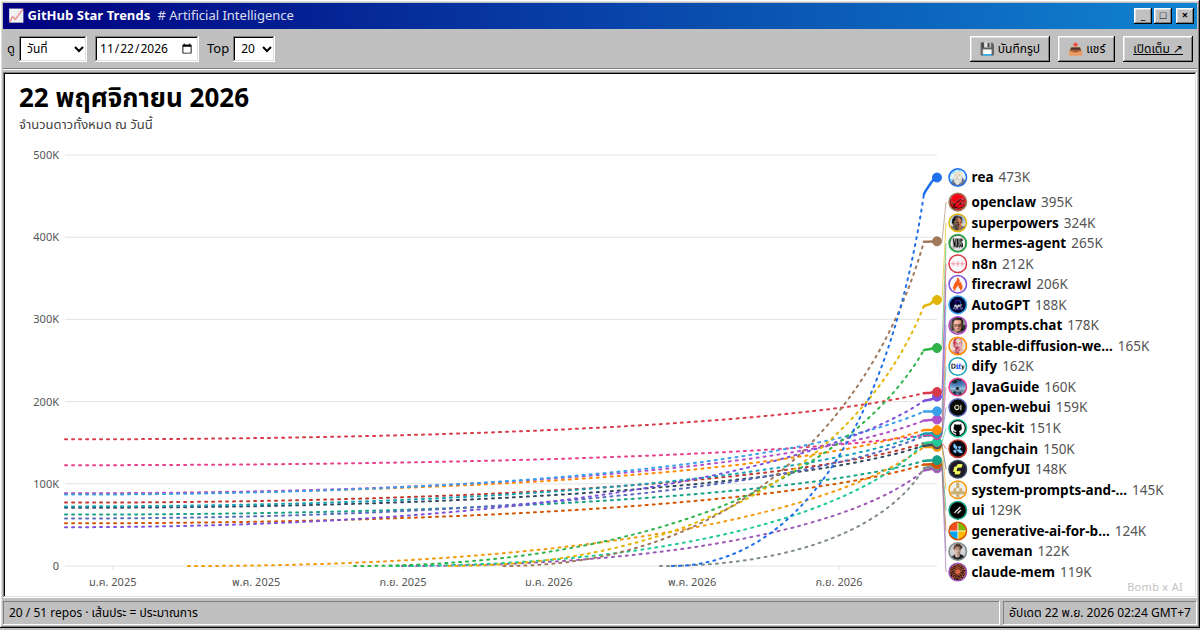 GitHub Star Trends # Artificial Intelligence
ดู วันที่ 11/22/2026 Top 20 บันทึกรูป แชร์ เปิดเต็ม ↗
22 พฤศจิกายน 2026
จำนวนดาวทั้งหมด ณ วันนี้
500K
400K
300K
200K
100K
0
ม.ค. 2025
พ.ค. 2025
ก.ย. 2025
ม.ค. 2026
พ.ค. 2026
ก.ย. 2026
rea 473K
openclaw 395K
superpowers 324K
hermes-agent 265K
n8n 212K
firecrawl 206K
AutoGPT 188K
prompts.chat 178K
stable-diffusion-we... 165K
Dify dify 162K
JavaGuide 160K
OI open-webui 159K
spec-kit 151K
langchain 150K
ComfyUI 148K
system-prompts-and-... 145K
ui 129K
generative-ai-for-b... 124K
caveman 122K
claude-mem 119K
Bomb x AI
20 / 51 repos · เส้นประ = ประมาณการ
อัปเดต 22 พ.ย. 2026 02:24 GMT+7